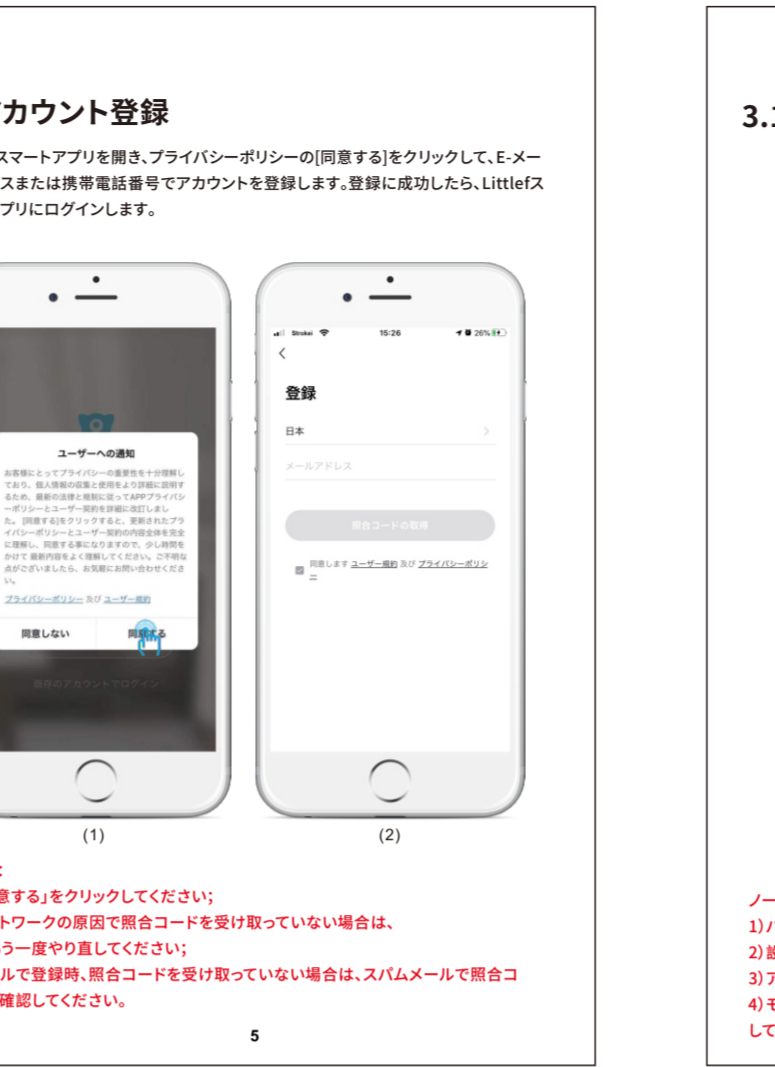 カウント登録
スマートアプリを開き、プライバシーポリシーの[同意する]をクリックして、E-メー
スまたは携帯電話番号でアカウントを登録します。登録に成功したら、Littlefス
プリにログインします。
ユーザーへの通知
お客様にとってプライバシーの重要性を十分理解し
ており、個人情報の収集と使用をより詳細に説明す
るため、最新の法律と規制に従ってAPPプライバシ
ーポリシーとユーザー契約を詳細に改訂しまし
た。 [同意する]をクリックすると、更新されたプラ
イバシーポリシーとユーザー契約の内容全体を完全
に理解し、同意する事になりますので、少し時間を
かけて 最新内容をよく理解してください。ご不明な
点がございましたら、お気軽にお問い合わせくださ
い。
プライバシーポリシー 及び ユーザー規約
同意しない
同意する
既存のアカウントでログイン
(1)
Strokai 15:26 26%
登録
日本
メールアドレス
照合コードの取得
同意します ユーザー規約 及び プライバシーポリシ
ー
(2)
:
意する」をクリックしてください;
トワークの原因で照合コードを受け取っていない場合は、
う一度やり直してください;
ルで登録時、照合コードを受け取っていない場合は、スパムメールで照合コ
確認してください。
5
3.1
ノー
1)
2)
3)ア
4)モ
して